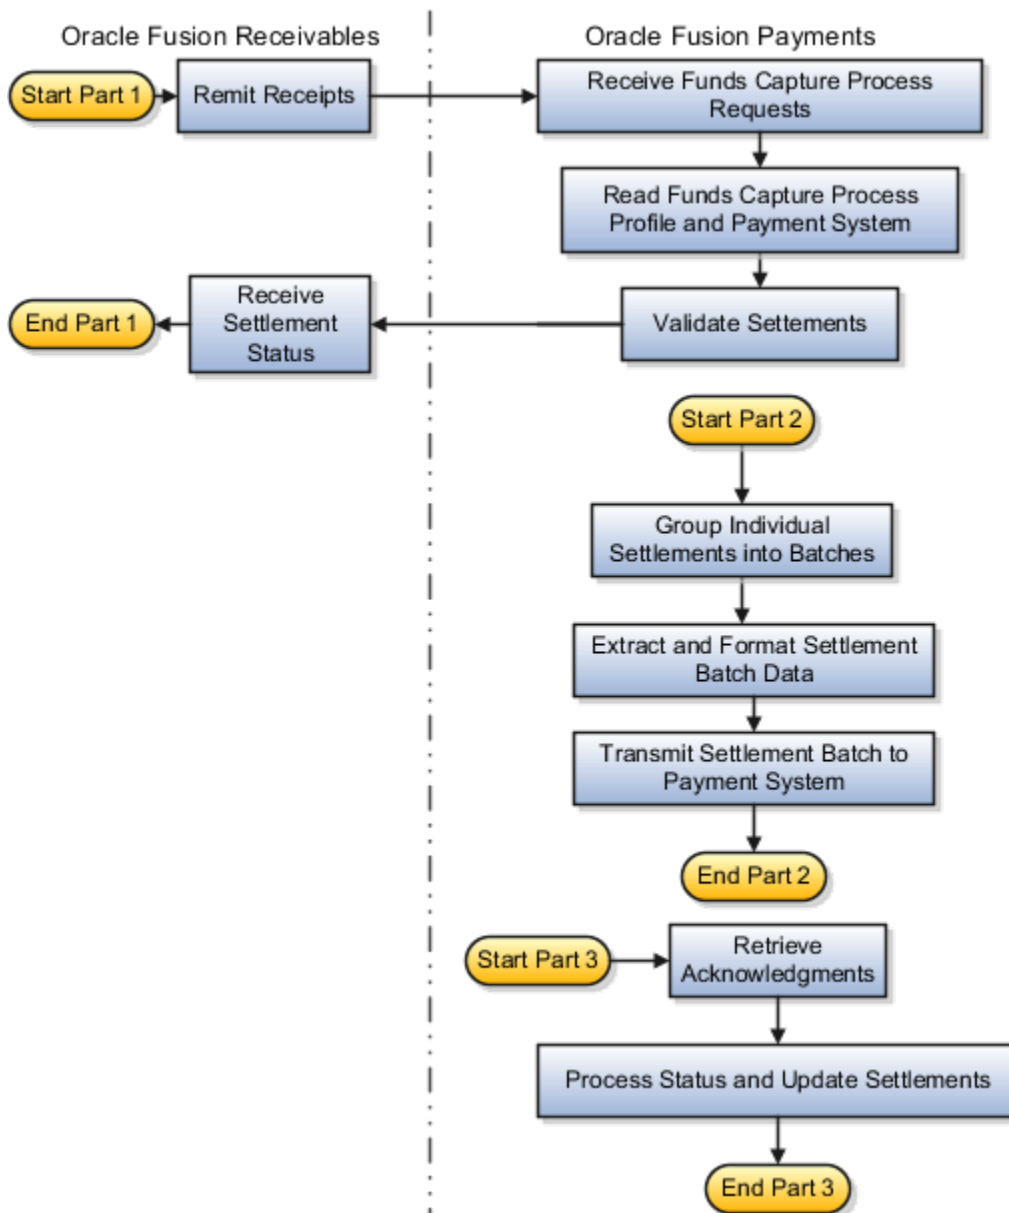 Oracle Fusion Receivables
Oracle Fusion Payments
Start Part 1
Remit Receipts
Receive Funds Capture Process
Requests
Read Funds Capture Process
Profile and Payment System
End Part 1
Receive
Settlement
Status
Validate Settements
Start Part 2
Group Individual
Settlements into Batches
Extract and Format Settlement
Batch Data
Transmit Settlement Batch to
Payment System
End Part 2
Start Part 3
Retrieve
Acknowledgments
Process Status and Update Settlements
End Part 3